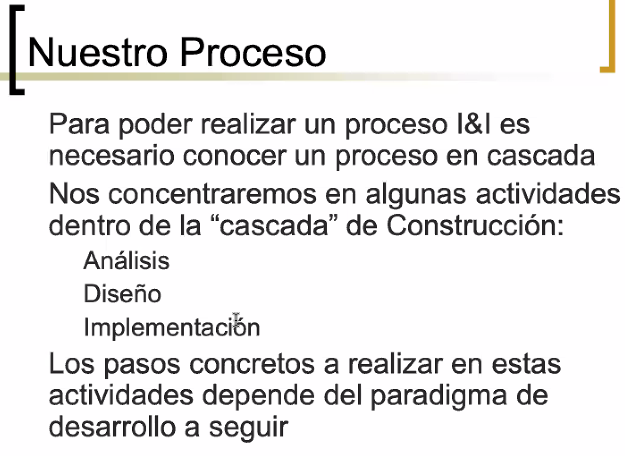 Nuestro Proceso
Para poder realizar un proceso I&I es
necesario conocer un proceso en cascada
Nos concentraremos en algunas actividades
dentro de la “cascada” de Construcción:
Análisis
Diseño
Implementación
Los pasos concretos a realizar en estas
actividades depende del paradigma de
desarrollo a seguir